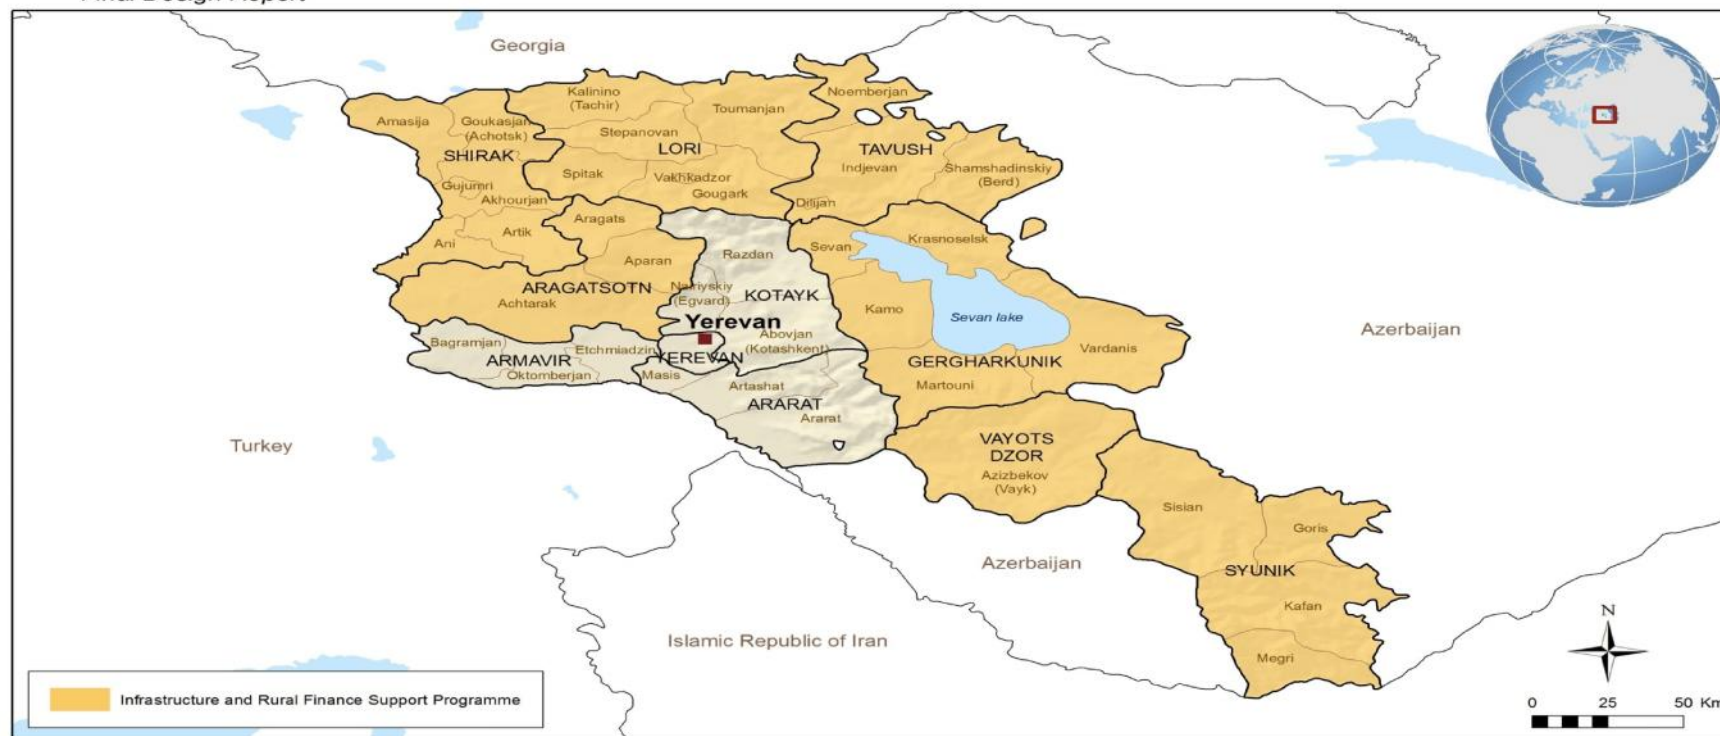 Final Design Report
Georgia
Kalinino
(Tachir)
Noemberjan
Toumanjan
Amasija
Goukasjan
(Achotsk)
Stepanovan
LORI
TAVUSH
SHIRAK
Indjevan
Shamshadinskiy
(Berd)
Spitak
Vakhkadzor
Gougark
Gujumri
Akhourjan
Dilijan
Aragats
Artik
Ani
Sevan
Krasnoselsk
Razdan
Aparan
ARAGATSOTN
Achtarak
Nairiyskiy
(Egvard)
KOTAYK
Kamo
Sevan lake
Yerevan
Azerbaijan
Bagramjan
Etchmiadzin
Abovjan
(Kotashkent)
Vardanis
ARMAVIR
YEREVAN
GERGHARKUNIK
Oktomberjan
Masis
Artashat
Martouni
ARARAT
Ararat
Turkey
VAYOTS
DZOR
Azizbekov
(Vayk)
Sisian
Goris
Azerbaijan
SYUNIK
Kafan
Islamic Republic of Iran
Megri
N
Infrastructure and Rural Finance Support Programme
0 25 50 Km